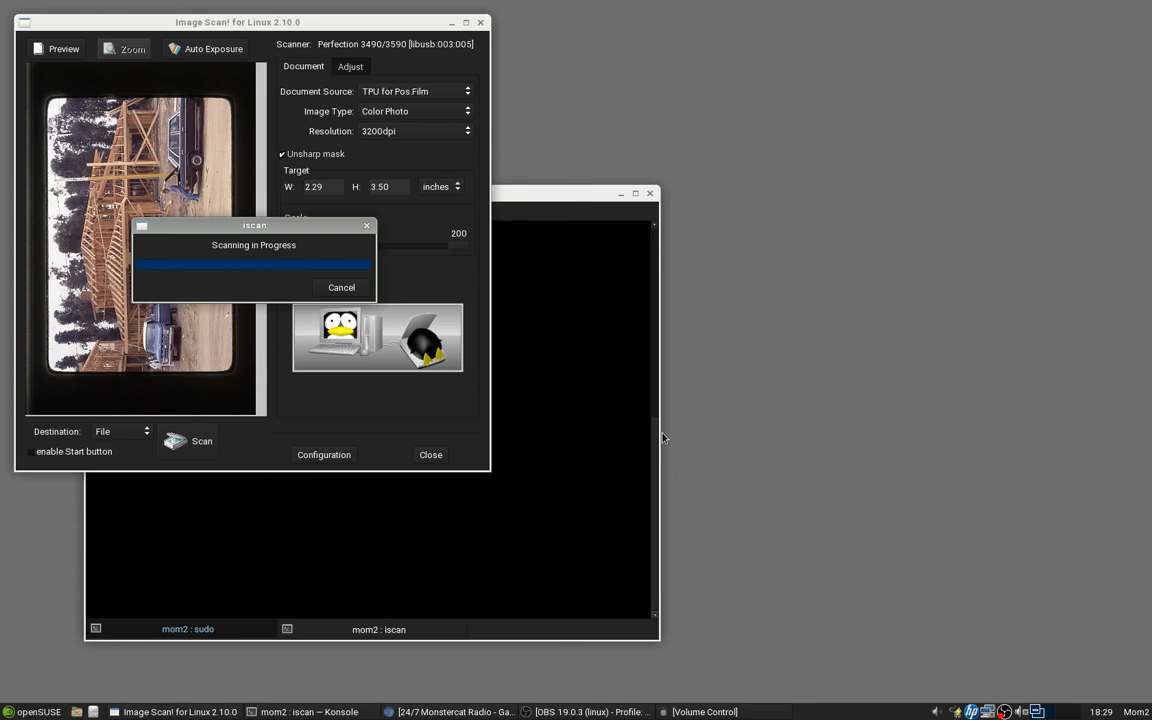 Image Scan! for Linux 2.10.0
Preview
Zoom
Auto Exposure
Scanner: Perfection 3490/3590 [libusb:003:005]
Document
Adjust
Document Source: TPU for Pos.Film
Image Type: Color Photo
Resolution: 3200dpi
Unsharp mask
Target
W: 2.29 H: 3.50 inches
Scale
200
iscan
Scanning in Progress
Cancel
Destination: File
Scan
enable Start button
Configuration
Close
mom2 : sudo
mom2 : iscan
openSUSE
Image Scan! for Linux 2.10.0
mom2 : iscan — Konsole
[24/7 Monstercat Radio - Ga...
[OBS 19.0.3 (linux) - Profile: ...
[Volume Control]
hp
18:29
Mom2